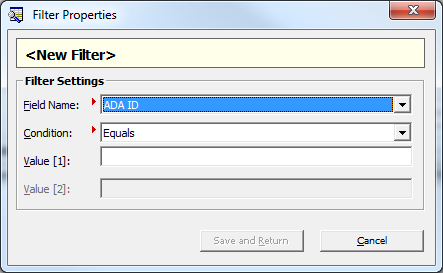 Filter Properties
<New Filter>
Filter Settings
Field Name: ADA ID
Condition: Equals
Value [1]:
Value [2]:
Save and Return Cancel